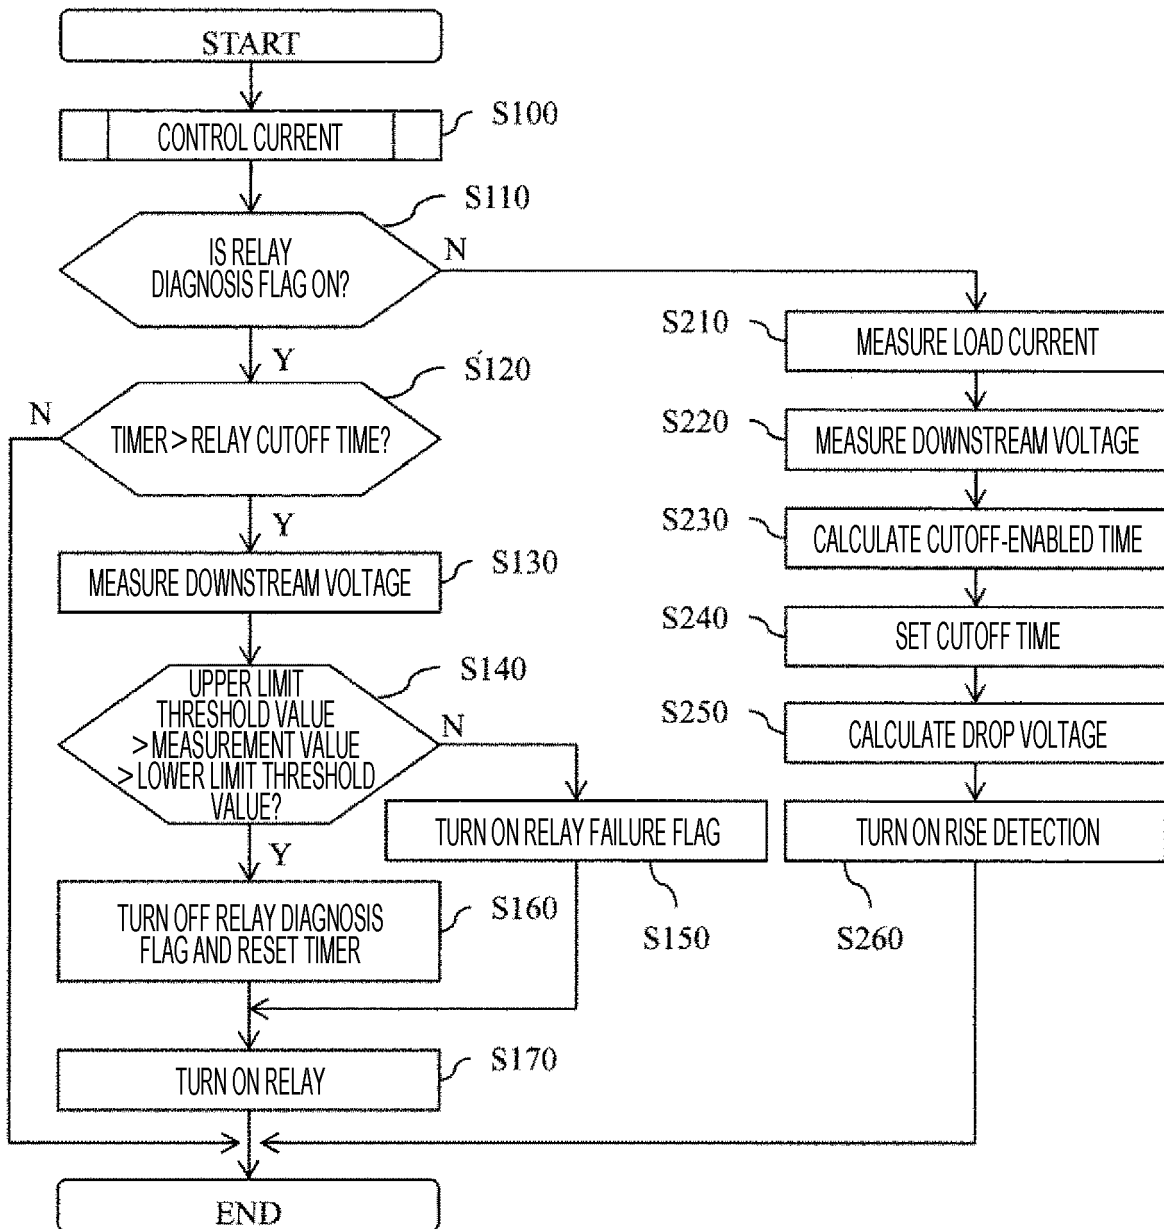 START
S100
CONTROL CURRENT
S110
IS RELAY
DIAGNOSIS FLAG ON?
N
Y
S120
N
TIMER > RELAY CUTOFF TIME?
Y
S130
MEASURE DOWNSTREAM VOLTAGE
S140
UPPER LIMIT
THRESHOLD VALUE
> MEASUREMENT VALUE
> LOWER LIMIT THRESHOLD
VALUE?
N
Y
TURN ON RELAY FAILURE FLAG
S150
S160
TURN OFF RELAY DIAGNOSIS
FLAG AND RESET TIMER
S170
TURN ON RELAY
END
S210
MEASURE LOAD CURRENT
S220
MEASURE DOWNSTREAM VOLTAGE
S230
CALCULATE CUTOFF-ENABLED TIME
S240
SET CUTOFF TIME
S250
CALCULATE DROP VOLTAGE
TURN ON RISE DETECTION
S260